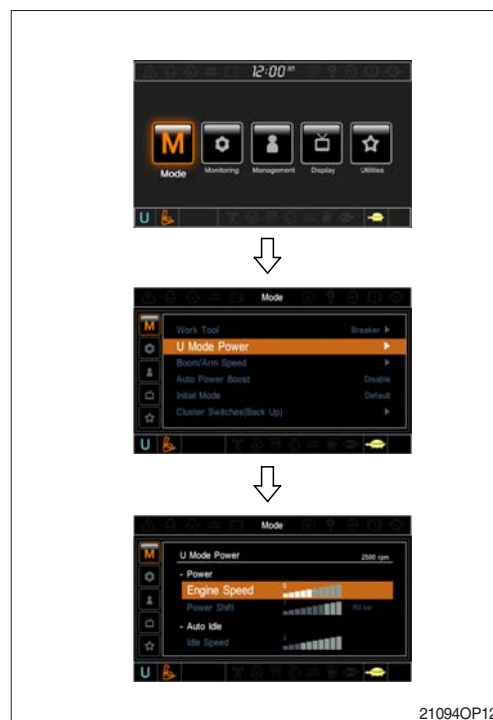 12:00 AM
M
Mode
Monitoring
Management
Display
Utilities
U
Mode
M
Work Tool Breaker
U Mode Power
Boom/Arm Speed
Auto Power Boost Disable
Initial Mode Default
Cluster Switches(Back Up)
U
Mode
M
U Mode Power 2500 rpm
- Power
Engine Speed
Power Shift
- Auto Idle
Idle Speed
U
21094OP12